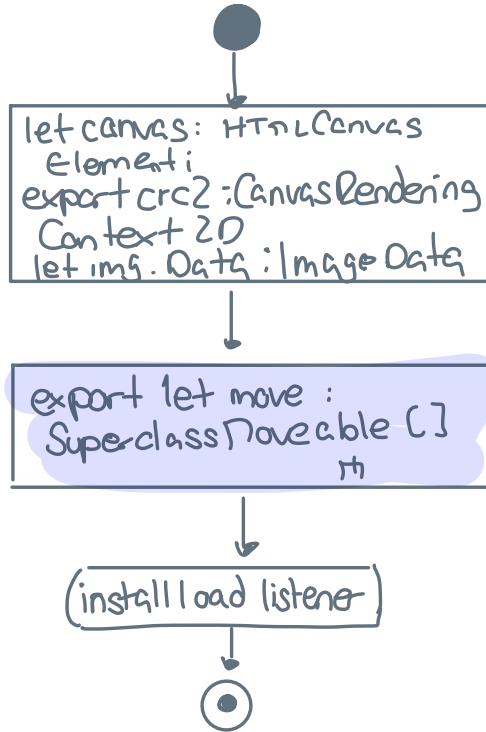 let canvas: HTMLCanvas
Element;
export crc2: CanvasRendering
Context 2D
let img.Data: ImageData
export let move:
SuperclassMoveable []
install load listener